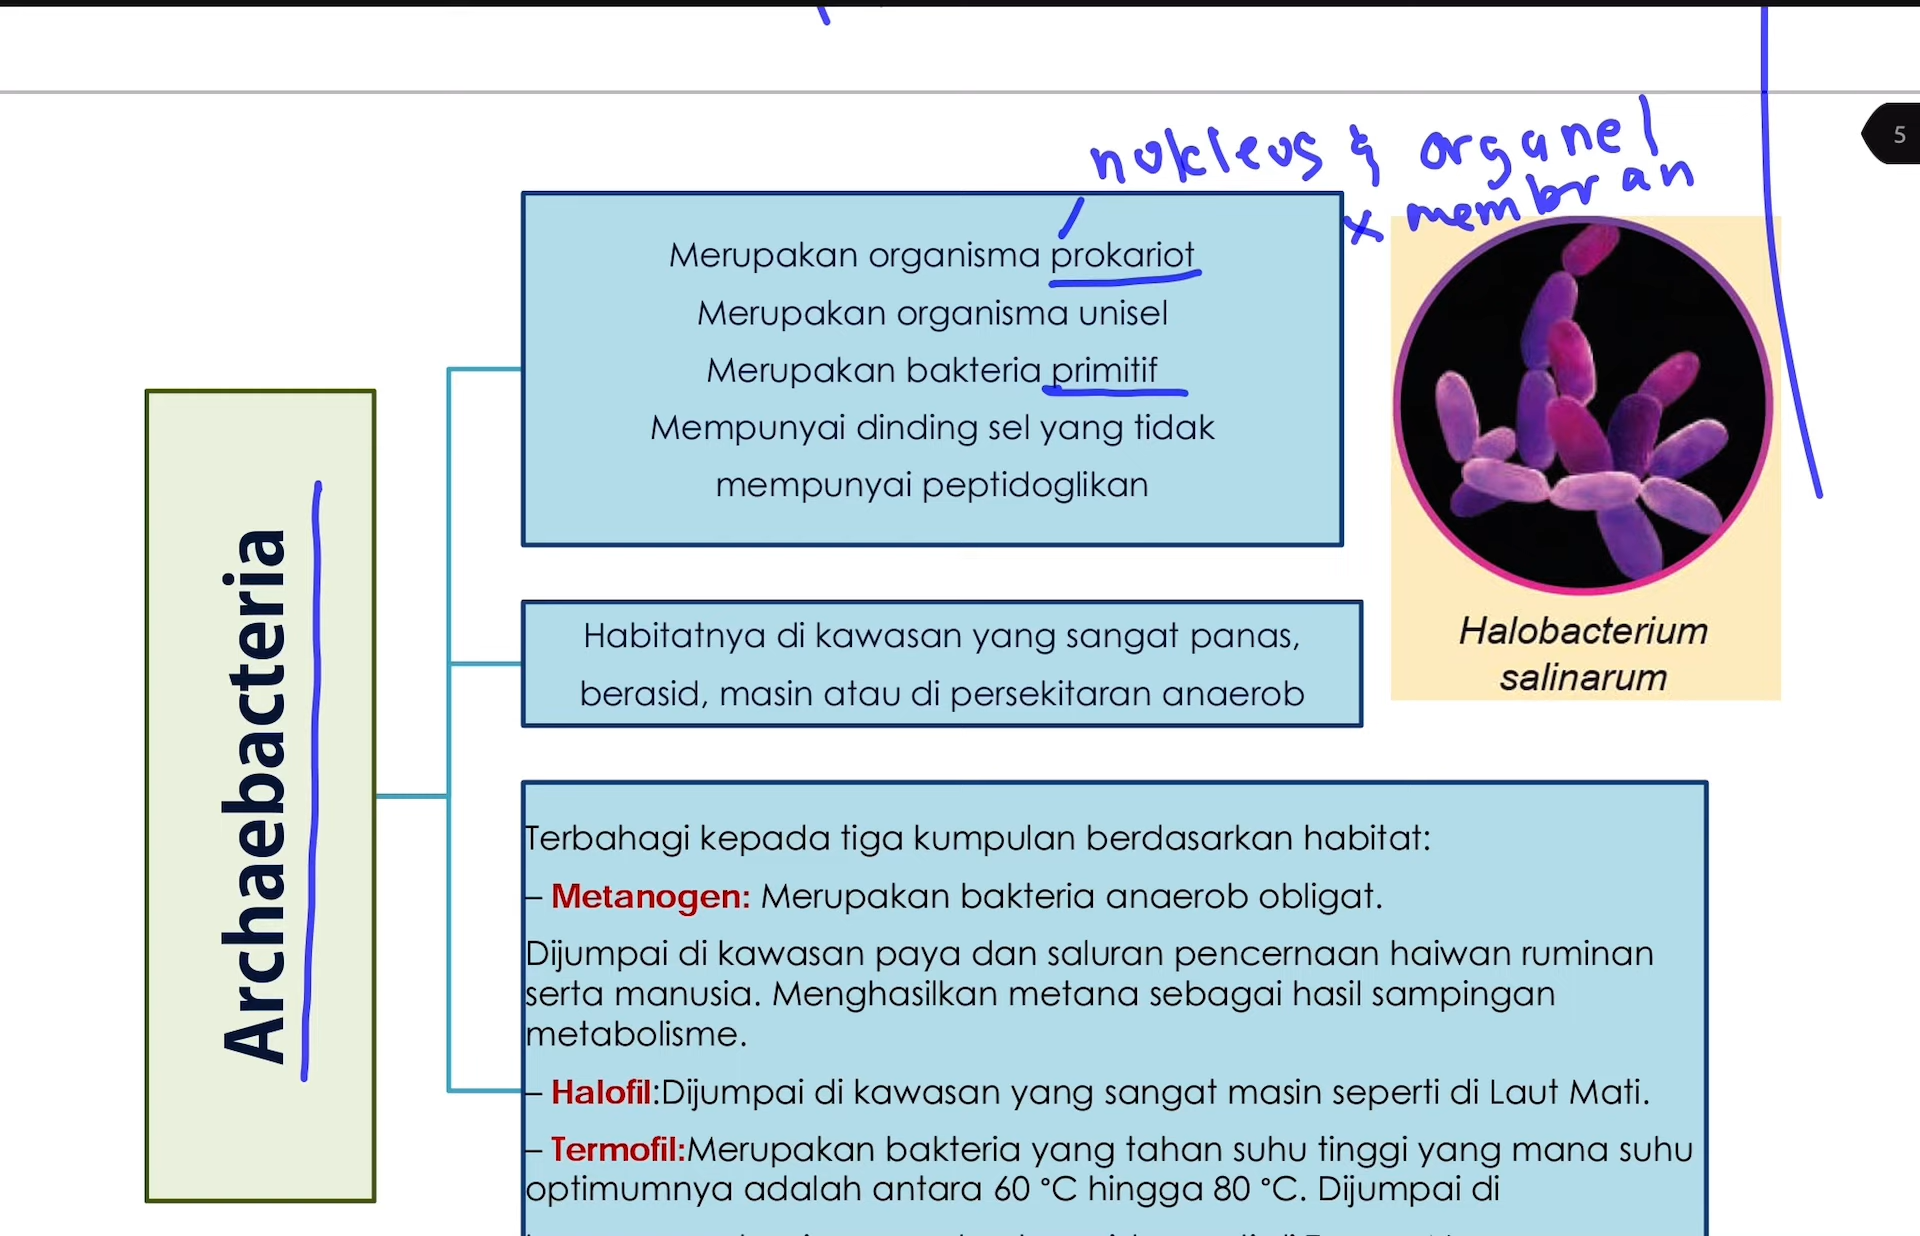 5
nukleus & organel
x membran
Merupakan organisma prokariot
Merupakan organisma unisel
Merupakan bakteria primitif
Mempunyai dinding sel yang tidak
mempunyai peptidoglikan
Halobacterium
salinarum
Archaebacteria
Habitatnya di kawasan yang sangat panas,
berasid, masin atau di persekitaran anaerob
Terbahagi kepada tiga kumpulan berdasarkan habitat:
– Metanogen: Merupakan bakteria anaerob obligat.
Dijumpai di kawasan paya dan saluran pencernaan haiwan ruminan
serta manusia. Menghasilkan metana sebagai hasil sampingan
metabolisme.
– Halofil:Dijumpai di kawasan yang sangat masin seperti di Laut Mati.
– Termofil:Merupakan bakteria yang tahan suhu tinggi yang mana suhu
optimumnya adalah antara 60 °C hingga 80 °C. Dijumpai di